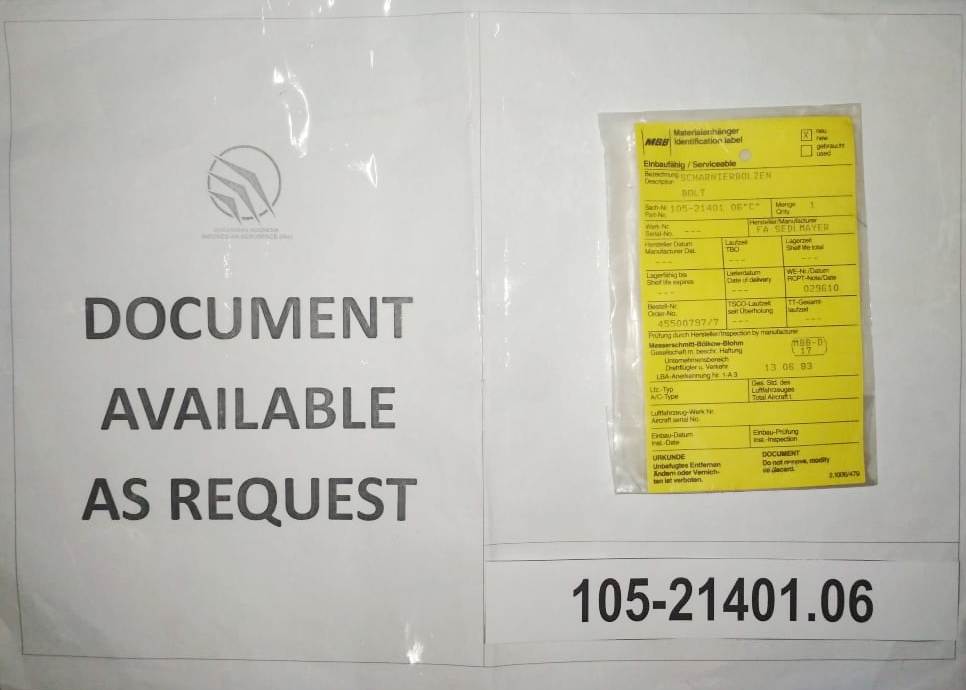 DOCUMENT
AVAILABLE
AS REQUEST
MBB
Materialanhänger
Identification label
X neu
new
gebraucht
used
Einbaufähig / Serviceable
Bezeichnung
Description
SCHARNIERBOLZEN
BOLT
Sach-Nr.
Part-No.
105-21401 06"C"
Menge
Qnty
1
Werk Nr.
Serial-No.
---
Hersteller/Manufacturer
FA SEDLMAYER
Hersteller Datum
Manufacturer Dat.
---
Laufzeit
TBO
---
Lagerzeit
Shelf life total
---
Lagerfähig bis
Shelf life expires
---
Lieferdatum
Date of delivery
---
WE-Nr./Datum
RCPT-Note/Date
029610
Bestell-Nr
Order-No.
45500797/7
TSCO-Laufzeit
seit Überholung
---
TT-Gesamt-
laufzeit
---
Prüfung durch Hersteller/Inspection by manufacturer
Messerschmitt-Bölkow-Blohm
Gesellschaft m. beschr. Haftung
Unternehmensbereich
Drehflügler u. Verkehr
LBA-Anerkennung Nr. 1-A 3
MBB-D
17
13 06 93
Lfz.-Typ
A/C-Type
Ges. Std. des
Luftfahrzeuges
Total Aircraft t.
Luftfahrzeug-Werk Nr.
Aircraft serial No.
Einbau-Datum
Inst.-Date
Einbau-Prüfung
Inst.-Inspection
URKUNDE
Unbefugtes Entfernen
Ändern oder Vernich-
ten ist verboten.
DOCUMENT
Do not remove, modify
or discard.
105-21401.06